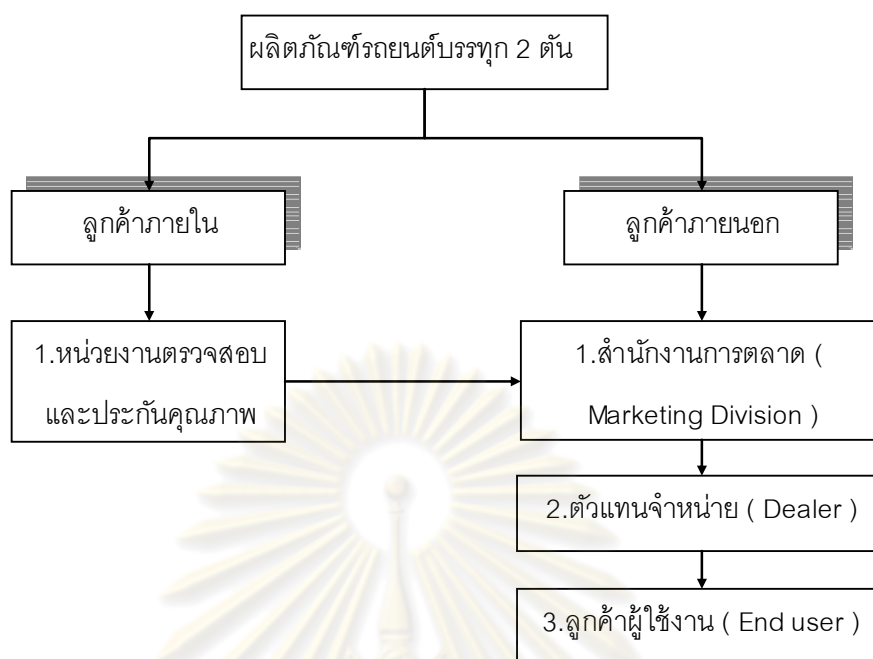 ผลิตภัณฑ์รถยนต์บรรทุก 2 ตัน
ลูกค้าภายใน
ลูกค้าภายนอก
1.หน่วยงานตรวจสอบ
และประกันคุณภาพ
1.สำนักงานการตลาด (
Marketing Division )
2.ตัวแทนจำหน่าย ( Dealer )
3.ลูกค้าผู้ใช้งาน ( End user )